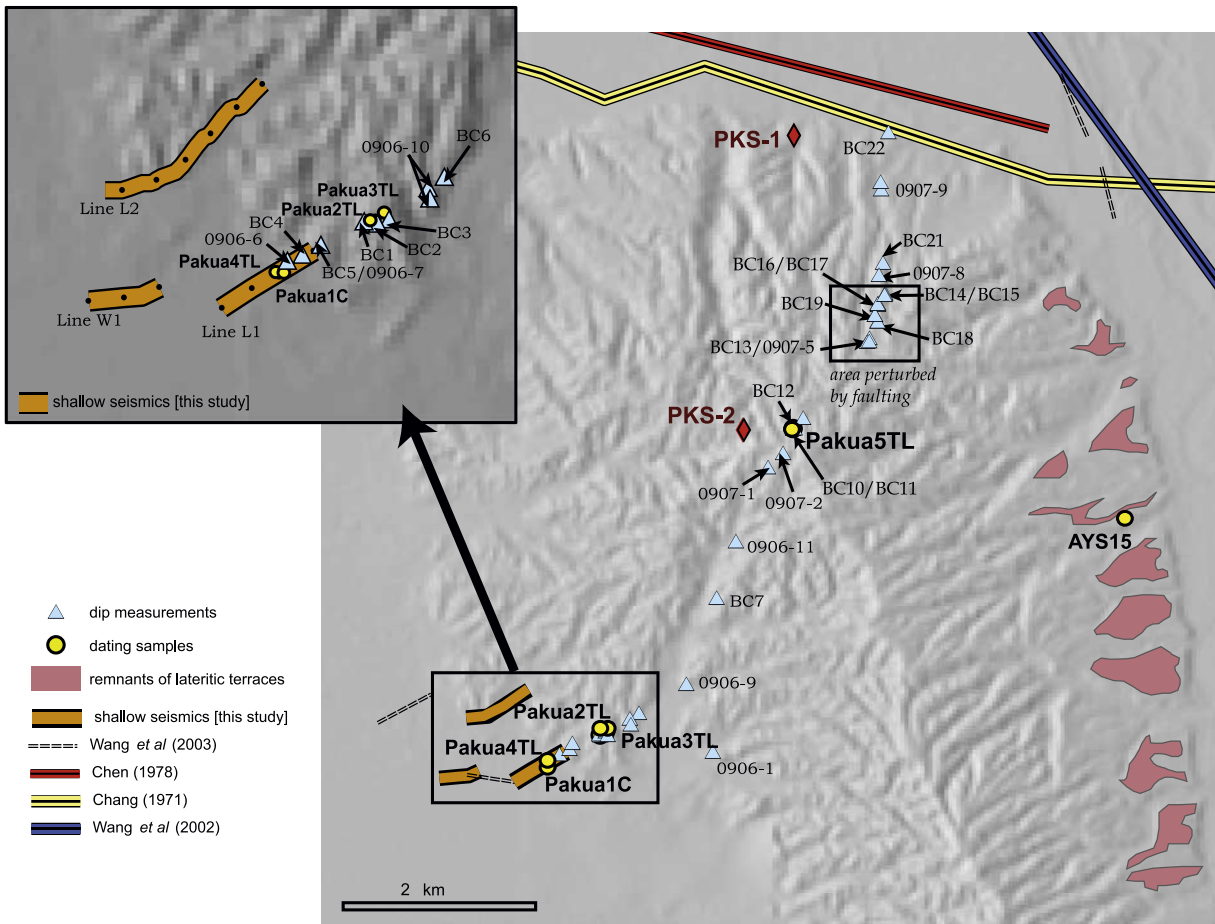 BC6
0906-10
Pakua3TL
Pakua2TL
Line L2
BC4
BC3
0906-6
BC1
BC2
Pakua4TL
BC5/0906-7
Pakua1C
Line W1
Line L1
shallow seismics [this study]
PKS-1
BC22
0907-9
BC21
BC16/BC17
0907-8
BC19
BC14/BC15
BC18
BC13/0907-5
area perturbed
by faulting
BC12
PKS-2
Pakua5TL
0907-1
BC10/BC11
0907-2
AYS15
0906-11
BC7
0906-9
Pakua2TL
Pakua3TL
Pakua4TL
0906-1
Pakua1C
dip measurements
dating samples
remnants of lateritic terraces
shallow seismics [this study]
Wang et al (2003)
Chen (1978)
Chang (1971)
Wang et al (2002)
2 km